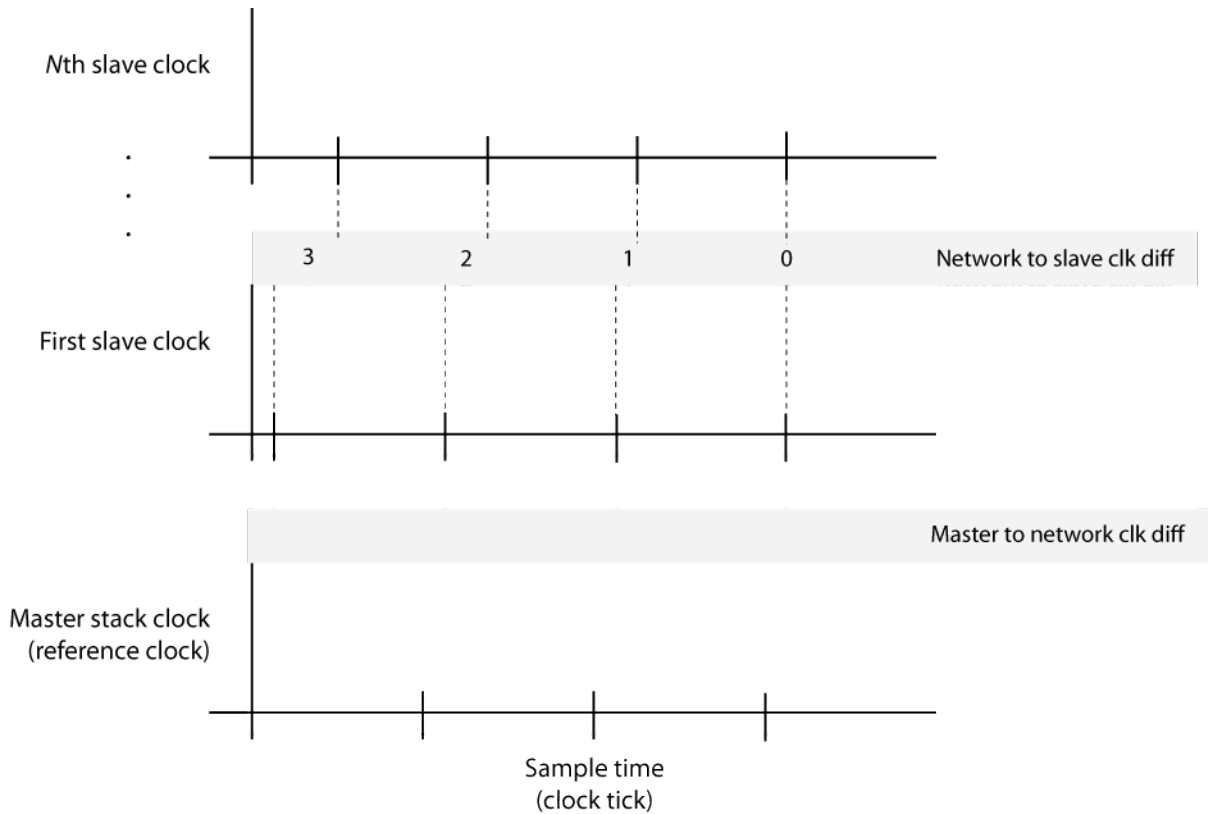 Nth slave clock
.
.
.
3 2 1 0 Network to slave clk diff
First slave clock
Master to network clk diff
Master stack clock
(reference clock)
Sample time
(clock tick)